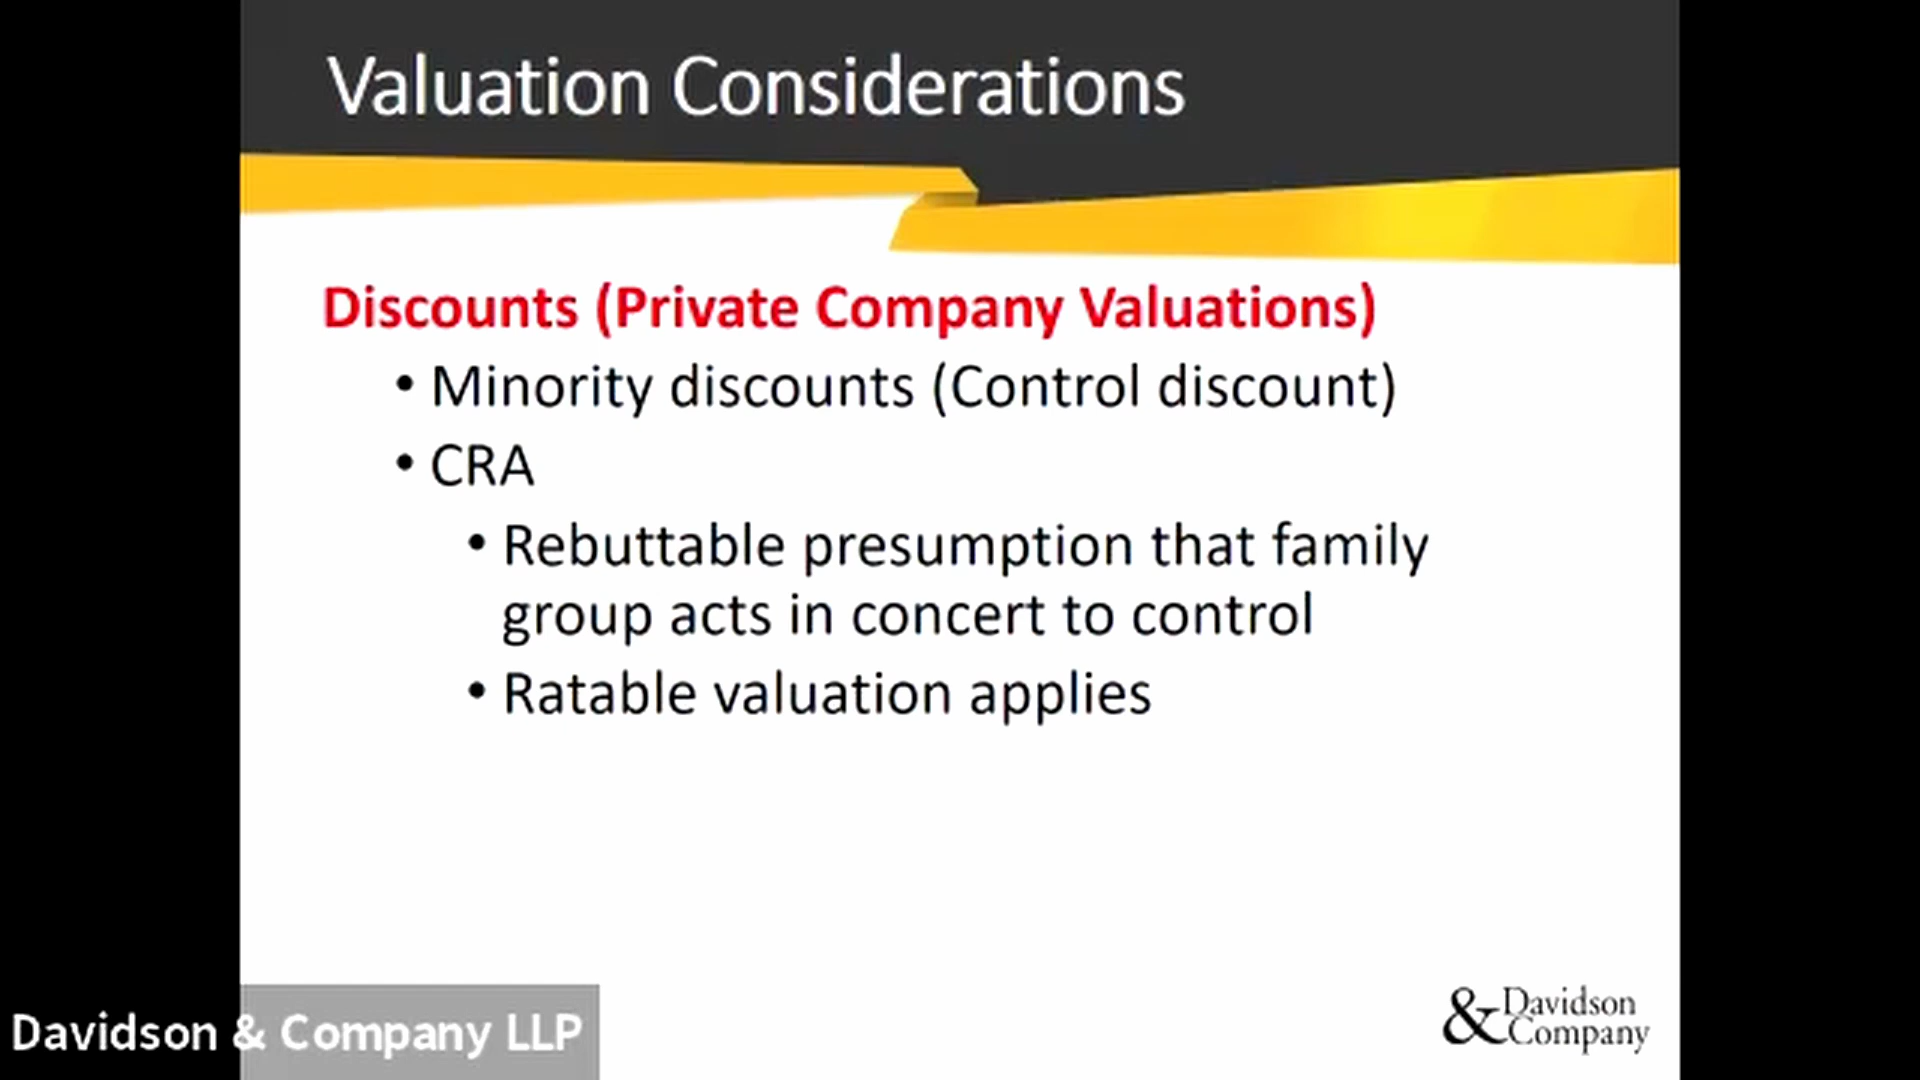 Valuation Considerations
Discounts (Private Company Valuations)
• Minority discounts (Control discount)
• CRA
• Rebuttable presumption that family
group acts in concert to control
• Ratable valuation applies
Davidson & Company LLP
& Davidson
Company